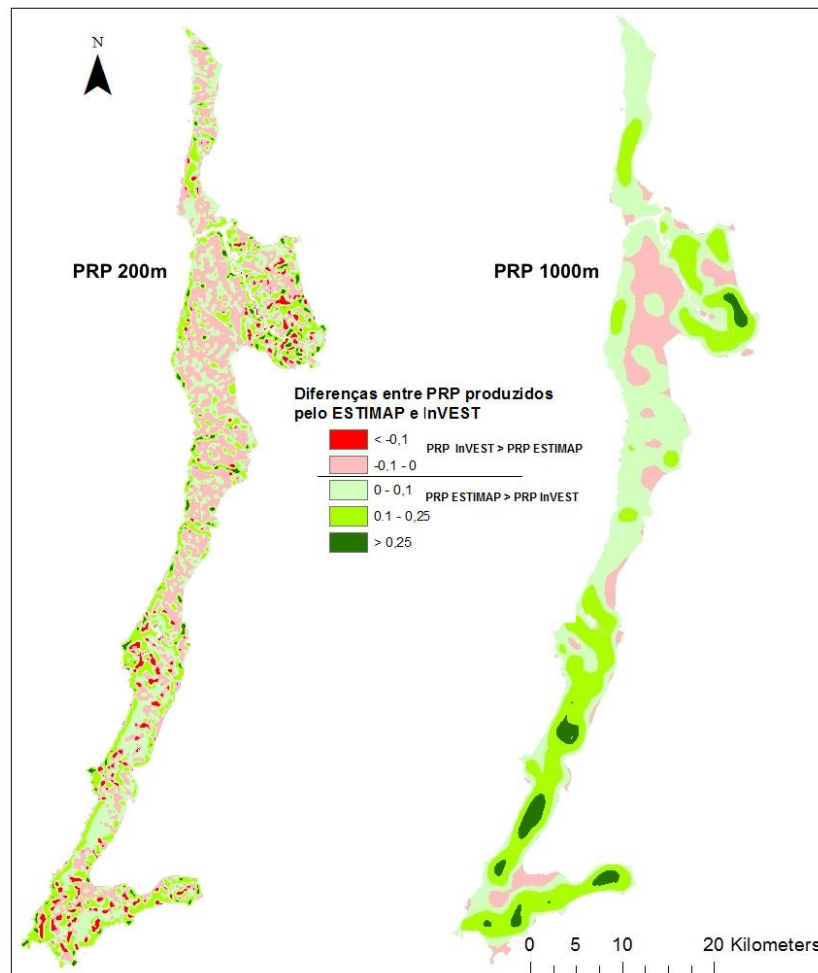 N
PRP 200m
PRP 1000m
Diferenças entre PRP produzidos
pelo ESTIMAP e InVEST
< -0,1
PRP InVEST > PRP ESTIMAP
-0.1 - 0
0 - 0,1
PRP ESTIMAP > PRP InVEST
0.1 - 0,25
> 0,25
0 5 10 20 Kilometers